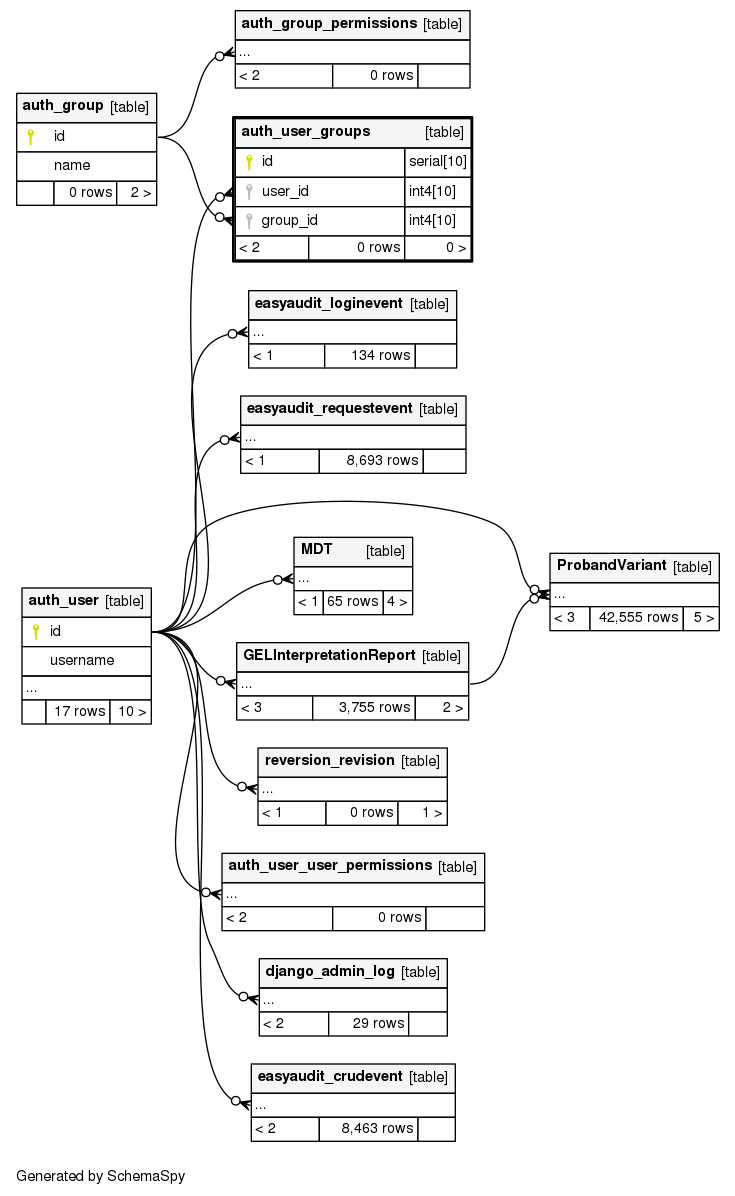 auth_group_permissions [table]
...
< 2 0 rows
auth_group [table]
id
name
0 rows 2 >
auth_user_groups [table]
id serial[10]
user_id int4[10]
group_id int4[10]
< 2 0 rows 0 >
easyaudit_loginevent [table]
...
< 1 134 rows
easyaudit_requestevent [table]
...
< 1 8,693 rows
MDT [table]
...
< 1 65 rows 4 >
ProbandVariant [table]
...
< 3 42,555 rows 5 >
auth_user [table]
id
username
...
17 rows 10 >
GELInterpretationReport [table]
...
< 3 3,755 rows 2 >
reversion_revision [table]
...
< 1 0 rows 1 >
auth_user_user_permissions [table]
...
< 2 0 rows
django_admin_log [table]
...
< 2 29 rows
easyaudit_crudevent [table]
...
< 2 8,463 rows
Generated by SchemaSpy